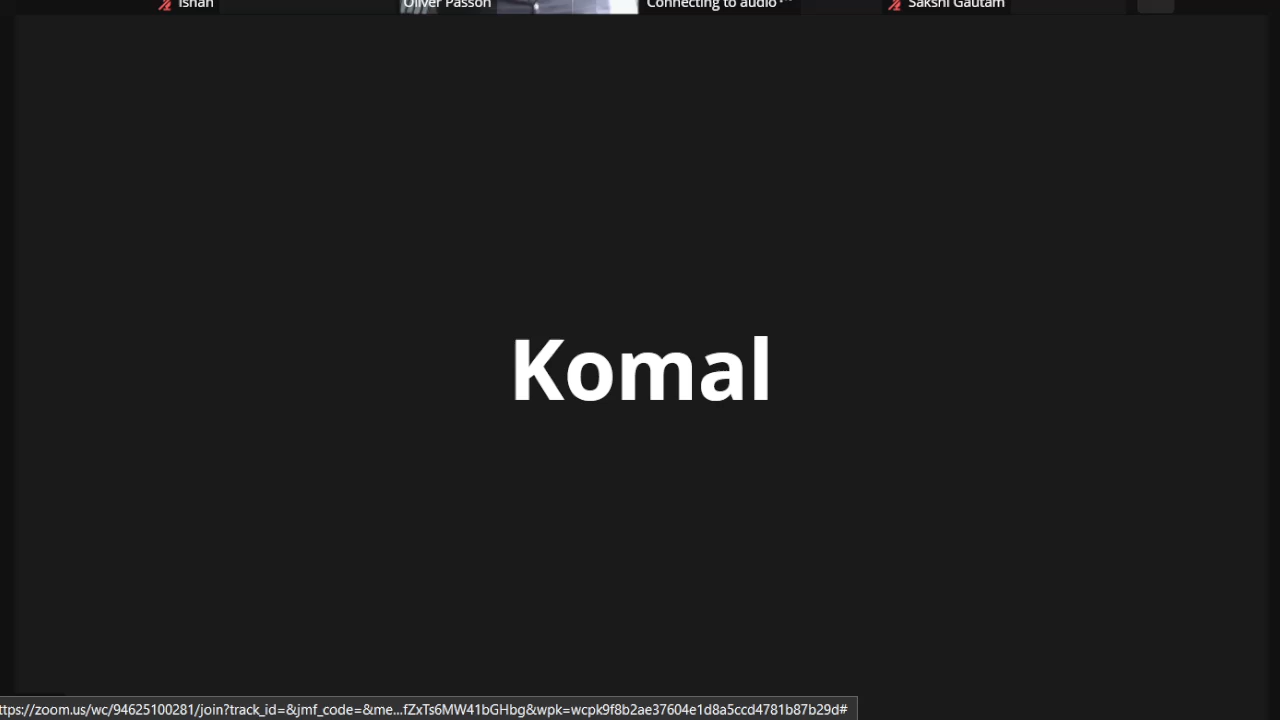 Ishan
Oliver Passon
Connecting to audio
Sakshi Gautam
Komal
ttps://zoom.us/wc/94625100281/join?track_id=&jmf_code=&me...fZxTs6MW41bGHbg&wpk=wcpk9f8b2ae37604e1d8a5ccd4781b87b29d#